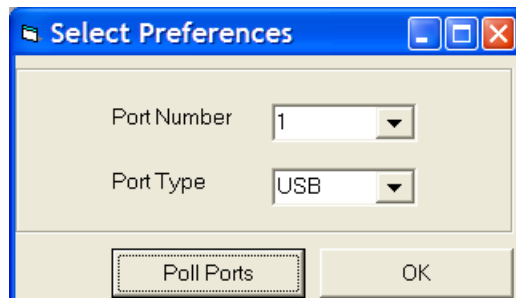 Select Preferences
Port Number 1
Port Type USB
Poll Ports OK